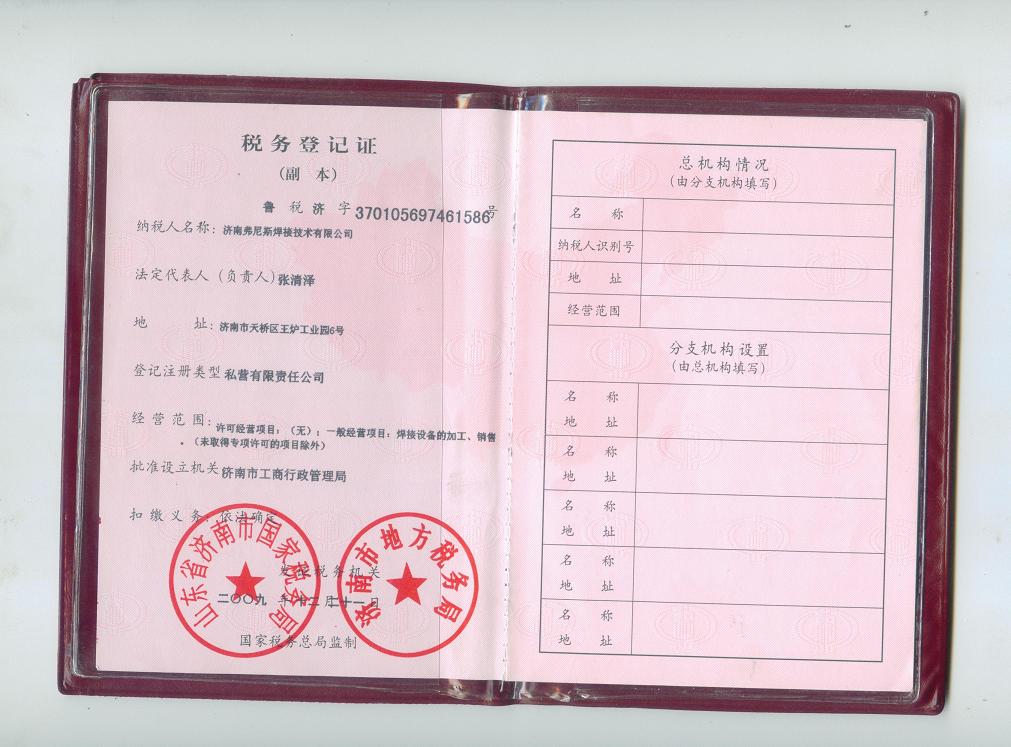 税务登记证
(副 本)
鲁 税 济 字 370105697461586号
纳税人名称: 济南弗尼斯焊接技术有限公司
法定代表人(负责人)张清泽
地 址: 济南市天桥区王炉工业园6号
登记注册类型 私营有限责任公司
经 营 范 围: 许可经营项目:(无);一般经营项目:焊接设备的加工、销售
。(未取得专项许可的项目除外)
批准设立机关 济南市工商行政管理局
扣 缴 义 务: 依法确定
山东省济南市国家税务局
济南市地方税务局
发证税务机关
二〇〇九 年十二月二十一日
国家税务总局监制
总机构情况
(由分支机构填写)
名 称
纳税人识别号
地 址
经营范围
分支机构设置
(由总机构填写)
名 称
地 址
名 称
地 址
名 称
地 址
名 称
地 址
名 称
地 址